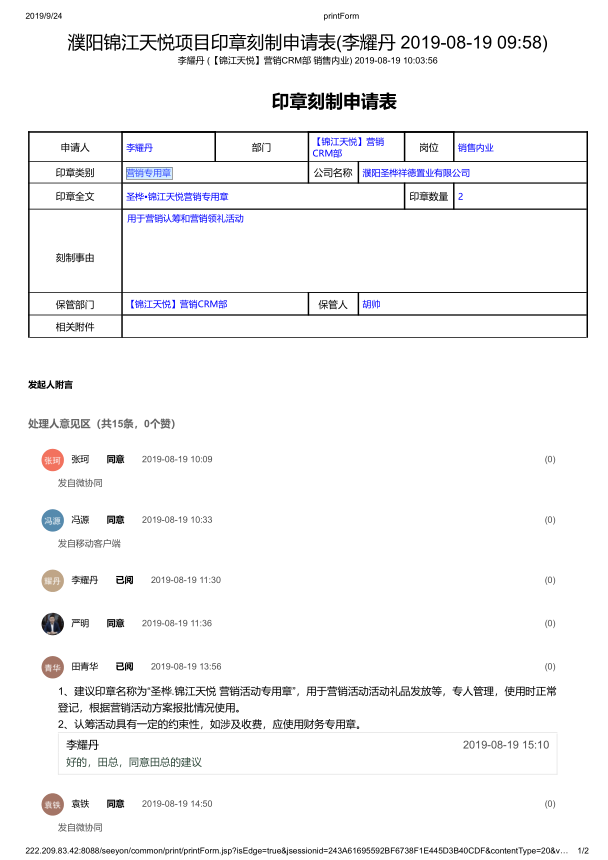 2019/9/24 printForm
濮阳锦江天悦项目印章刻制申请表(李耀丹 2019-08-19 09:58)
李耀丹 (【锦江天悦】营销CRM部 销售内业) 2019-08-19 10:03:56
印章刻制申请表
申请人 李耀丹 部门 【锦江天悦】营销
CRM部 岗位 销售内业
印章类别 营销专用章 公司名称 濮阳圣桦祥德置业有限公司
印章全文 圣桦•锦江天悦营销专用章 印章数量 2
刻制事由 用于营销认筹和营销领礼活动
保管部门 【锦江天悦】营销CRM部 保管人 胡帅
相关附件
发起人附言
处理人意见区（共15条，0个赞）
张珂 张珂 同意 2019-08-19 10:09 (0)
发自微协同
冯源 冯源 同意 2019-08-19 10:33 (0)
发自移动客户端
耀丹 李耀丹 已阅 2019-08-19 11:30 (0)
严明 同意 2019-08-19 11:36 (0)
青华 田青华 已阅 2019-08-19 13:56 (0)
1、建议印章名称为“圣桦.锦江天悦 营销活动专用章”，用于营销活动活动礼品发放等，专人管理，使用时正常
登记，根据营销活动方案报批情况使用。
2、认筹活动具有一定的约束性，如涉及收费，应使用财务专用章。
李耀丹 2019-08-19 15:10
好的，田总，同意田总的建议
袁铁 袁铁 同意 2019-08-19 14:50 (0)
发自微协同
222.209.83.42:8088/seeyon/common/print/printForm.jsp?isEdge=true&jsessionid=243A61695592BF6738F1E445D3B40CDF&contentType=20&v… 1/2